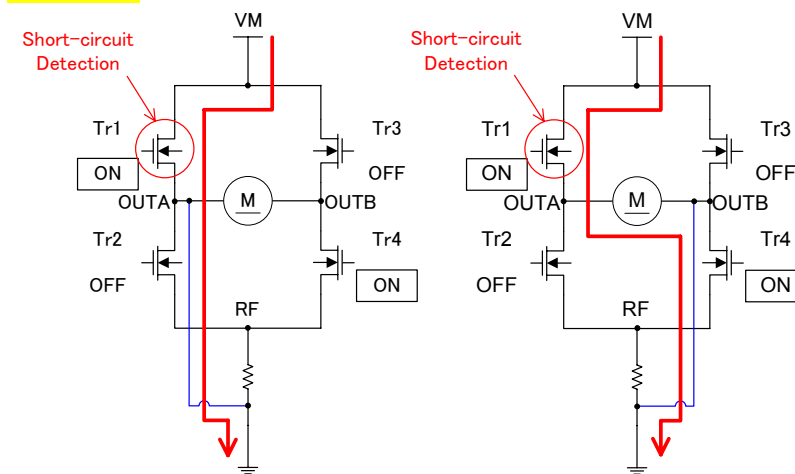 VM
Short-circuit
Detection
Tr1
ON
Tr3
OFF
OUTA
M
OUTB
Tr2
OFF
Tr4
ON
RF
VM
Short-circuit
Detection
Tr1
ON
Tr3
OFF
OUTA
M
OUTB
Tr2
OFF
Tr4
ON
RF